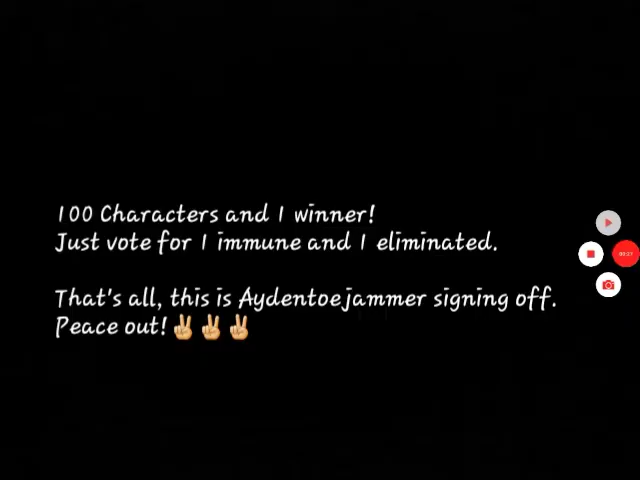 100 Characters and 1 winner!
Just vote for 1 immune and 1 eliminated.
That's all, this is Aydentoejammer signing off.
Peace out!✌🏼✌🏼✌🏼